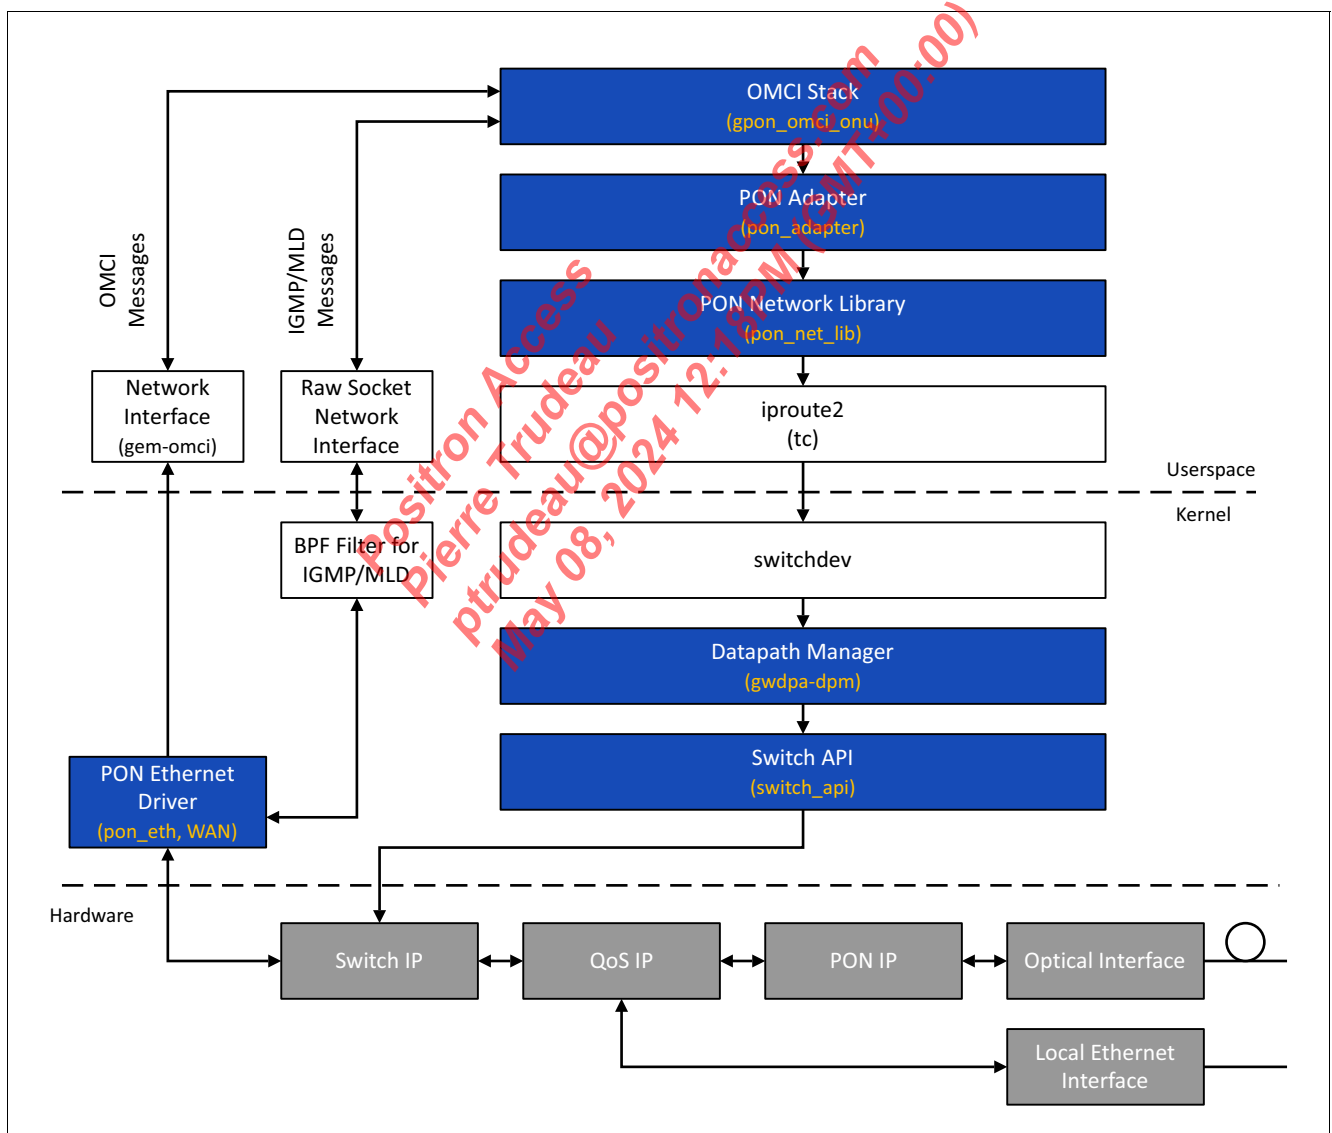 OMCI Stack
(gpon_omci_onu)
PON Adapter
(pon_adapter)
OMCI
Messages
IGMP/MLD
Messages
PON Network Library
(pon_net_lib)
Network
Interface
(gem-omci)
Raw Socket
Network
Interface
iproute2
(tc)
Userspace
Kernel
BPF Filter for
IGMP/MLD
switchdev
Datapath Manager
(gwdpa-dpm)
Switch API
(switch_api)
PON Ethernet
Driver
(pon_eth, WAN)
Hardware
Switch IP
QoS IP
PON IP
Optical Interface
Local Ethernet
Interface
Positron Access
Pierre Trudeau
ptrudeau@positronaccess.com
May 08, 2024 12:18PM (GMT+00:00)